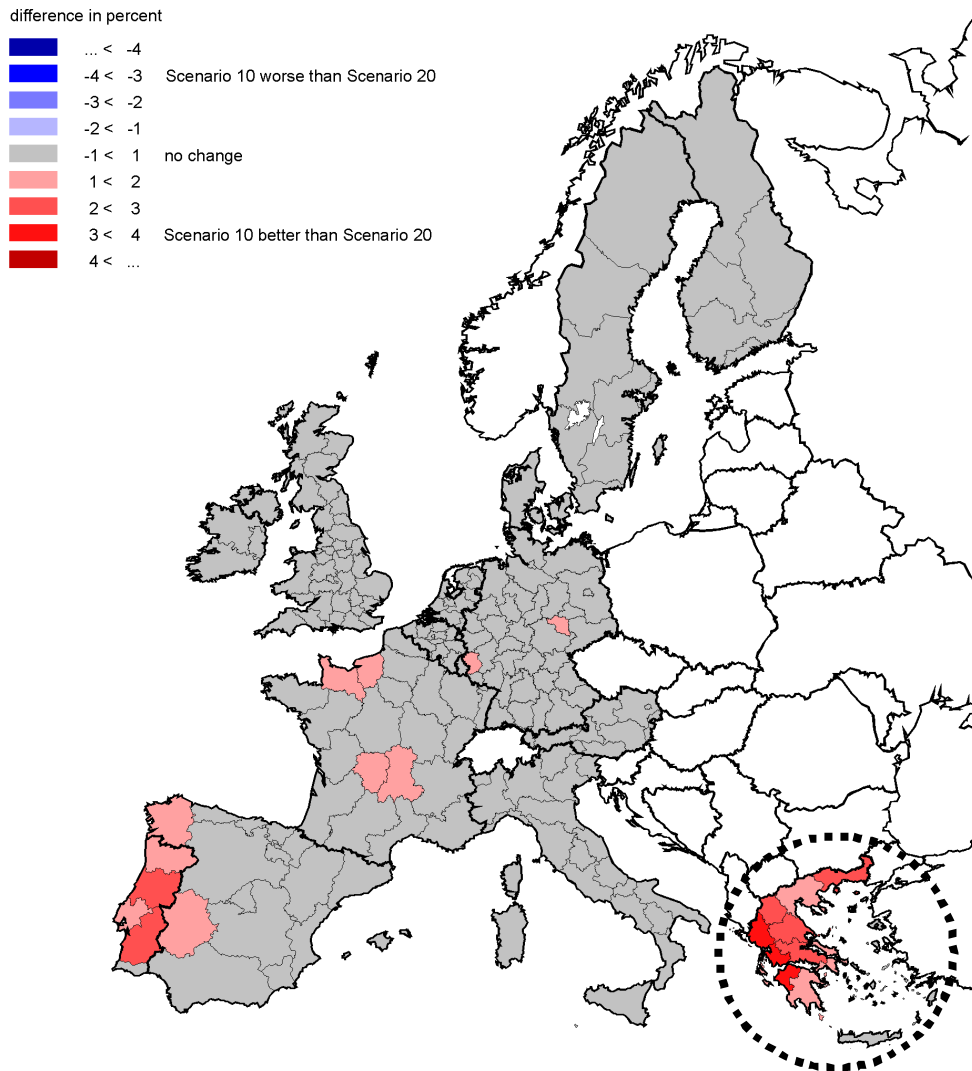 difference in percent
... < -4
-4 < -3 Scenario 10 worse than Scenario 20
-3 < -2
-2 < -1
-1 < 1 no change
1 < 2
2 < 3
3 < 4 Scenario 10 better than Scenario 20
4 < ...